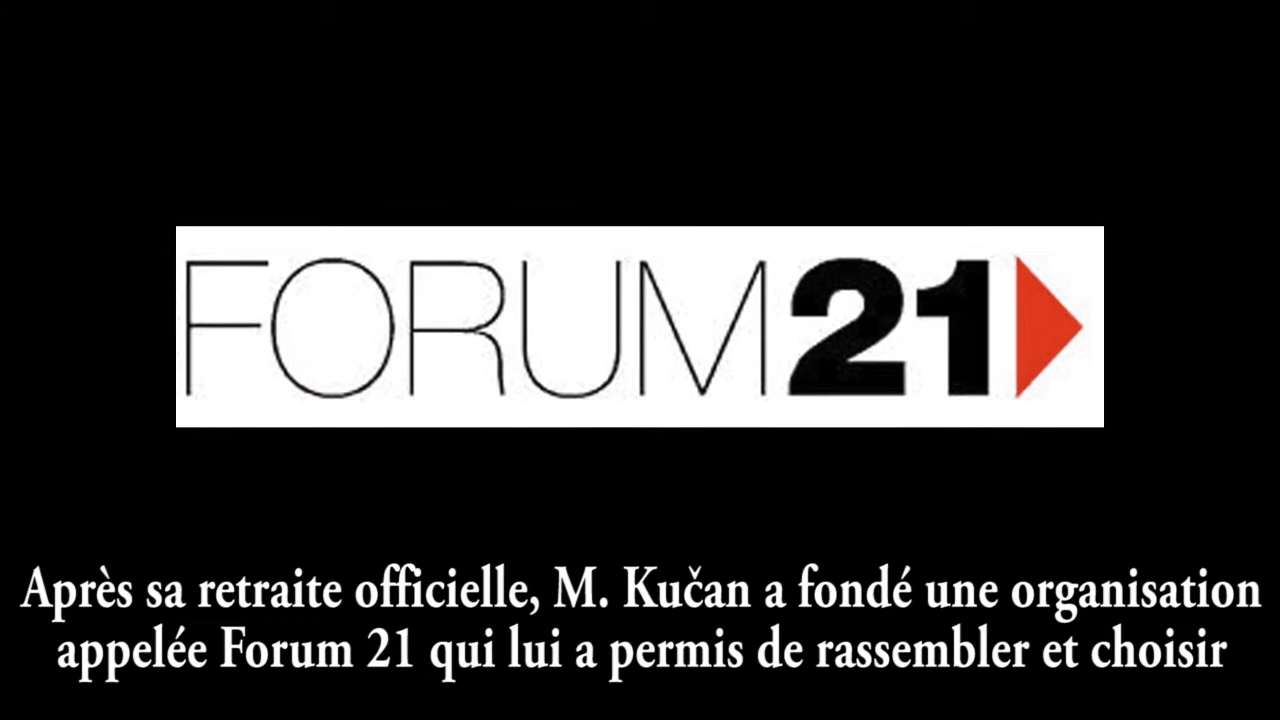 FORUM21
Après sa retraite officielle, M. Kučan a fondé une organisation
appelée Forum 21 qui lui a permis de rassembler et choisir